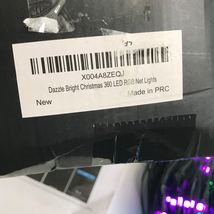 X004A8ZEQJ
Dazzle Bright Christmas 360 LED RGB Net Lights
New
Made in PRC